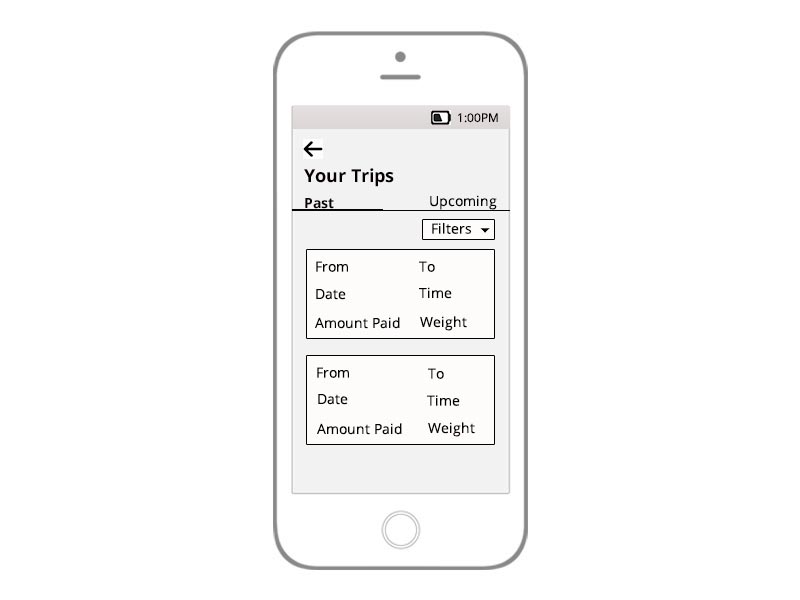 1:00PM
Your Trips
Past Upcoming
Filters
From To
Date Time
Amount Paid Weight
From To
Date Time
Amount Paid Weight